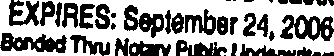 EXPIRES: September 24, 2006
Bonded Thru Notary Public